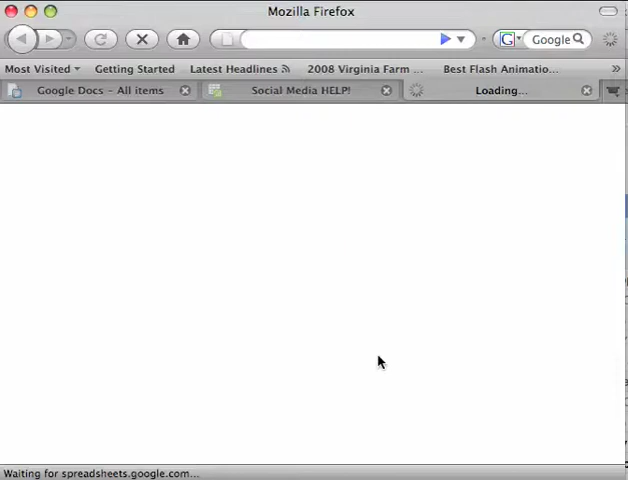 Mozilla Firefox
Google
Most Visited Getting Started Latest Headlines 2008 Virginia Farm ... Best Flash Animatio... »
Google Docs - All items Social Media HELP! Loading...
Waiting for spreadsheets.google.com...